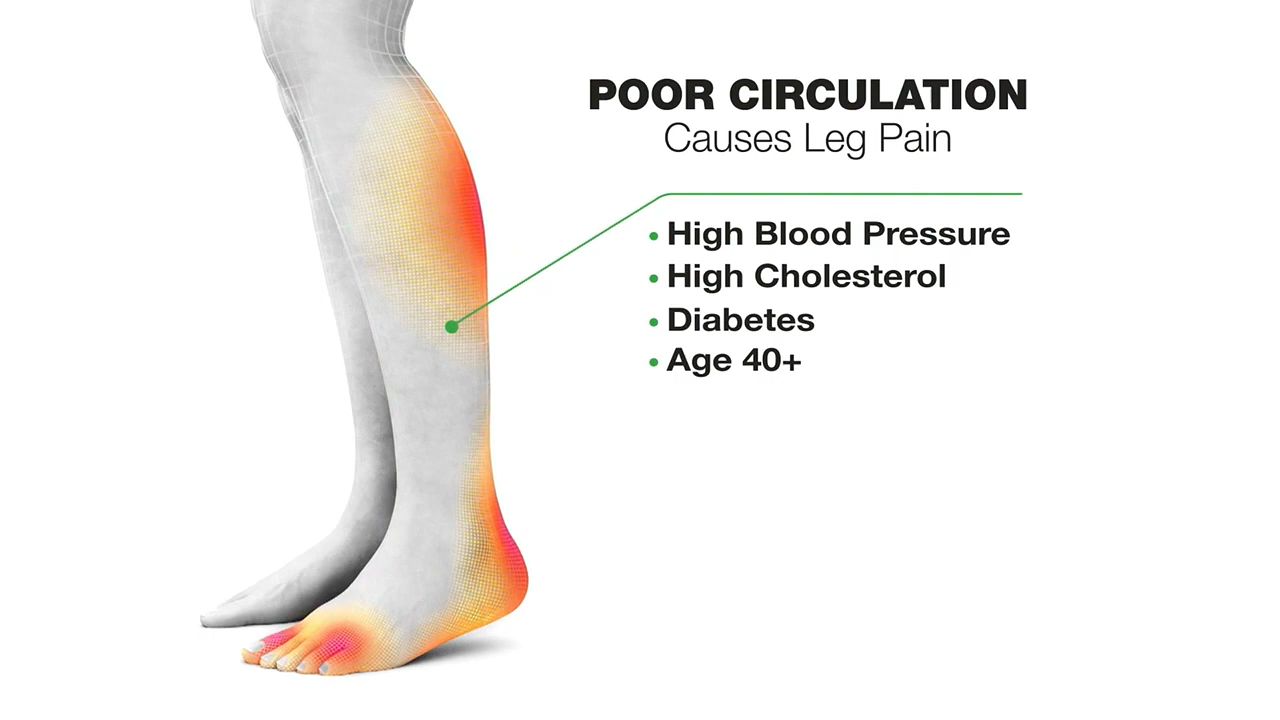 POOR CIRCULATION
Causes Leg Pain
• High Blood Pressure
• High Cholesterol
• Diabetes
• Age 40+